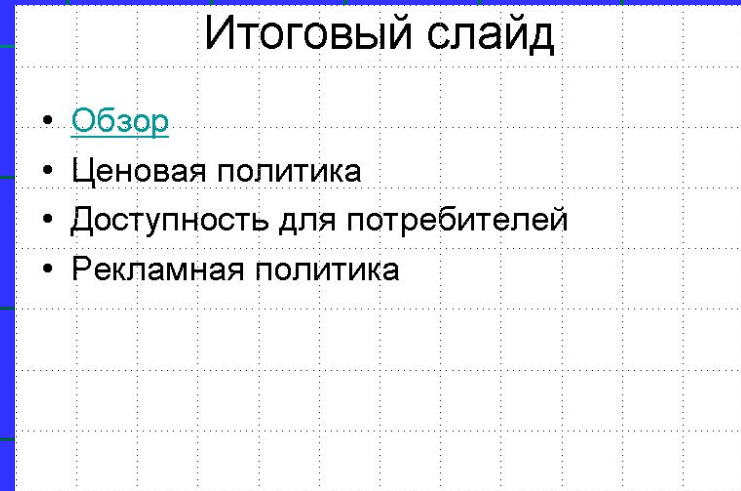 Итоговый слайд
• Обзор
• Ценовая политика
• Доступность для потребителей
• Рекламная политика